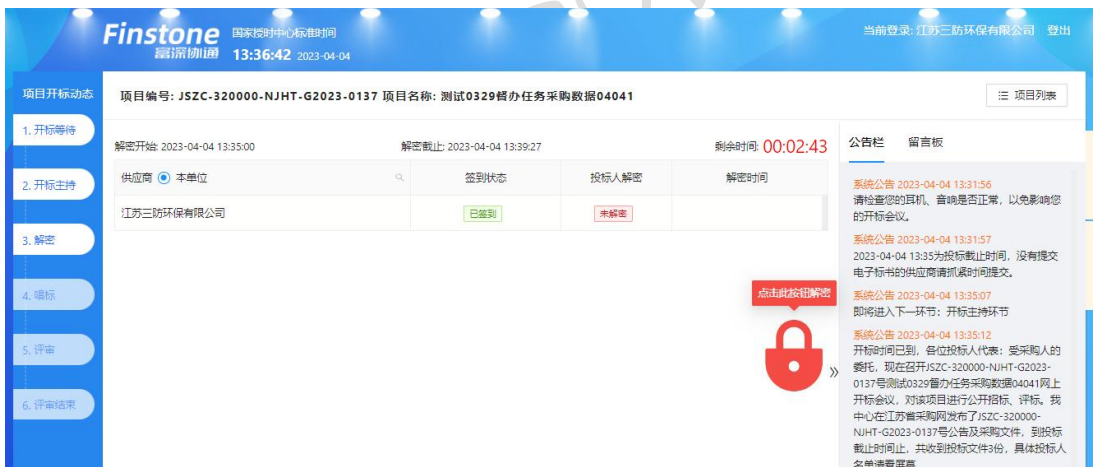 Finstone
富深协通
国家授时中心标准时间
13:36:42 2023-04-04
当前登录: 江苏三防环保有限公司 登出
项目开标动态
1. 开标等待
2. 开标主持
3. 解密
4. 唱标
5. 评审
6. 评审结束
项目编号: JSZC-320000-NJHT-G2023-0137 项目名称: 测试0329督办任务采购数据04041
项目列表
解密开始: 2023-04-04 13:35:00 解密截止: 2023-04-04 13:39:27 剩余时间: 00:02:43
供应商 本单位 签到状态 投标人解密 解密时间
江苏三防环保有限公司 已签到 未解密
点击此按钮解密
»
公告栏 留言板
系统公告 2023-04-04 13:31:56
请检查您的耳机、音响是否正常，以免影响您
的开标会议。
系统公告 2023-04-04 13:31:57
2023-04-04 13:35为投标截止时间，没有提交
电子标书的供应商请抓紧时间提交。
系统公告 2023-04-04 13:35:07
即将进入下一环节：开标主持环节
系统公告 2023-04-04 13:35:12
开标时间已到，各位投标人代表：受采购人的
委托，现在召开JSZC-320000-NJHT-G2023-
0137号测试0329督办任务采购数据04041网上
开标会议，对该项目进行公开招标、评标。我
中心在江苏省采购网发布了JSZC-320000-
NJHT-G2023-0137号公告及采购文件，到投标
截止时间止，共收到投标文件3份，具体投标人
名单请看屏幕